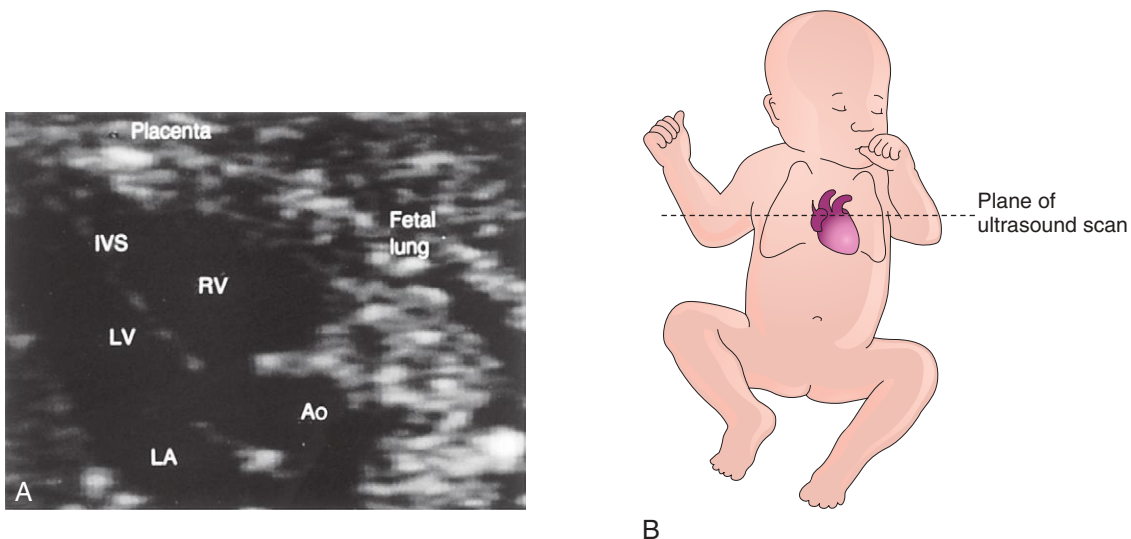 Placenta
Fetal
lung
IVS
RV
LV
Ao
LA
A
Plane of
ultrasound scan
B